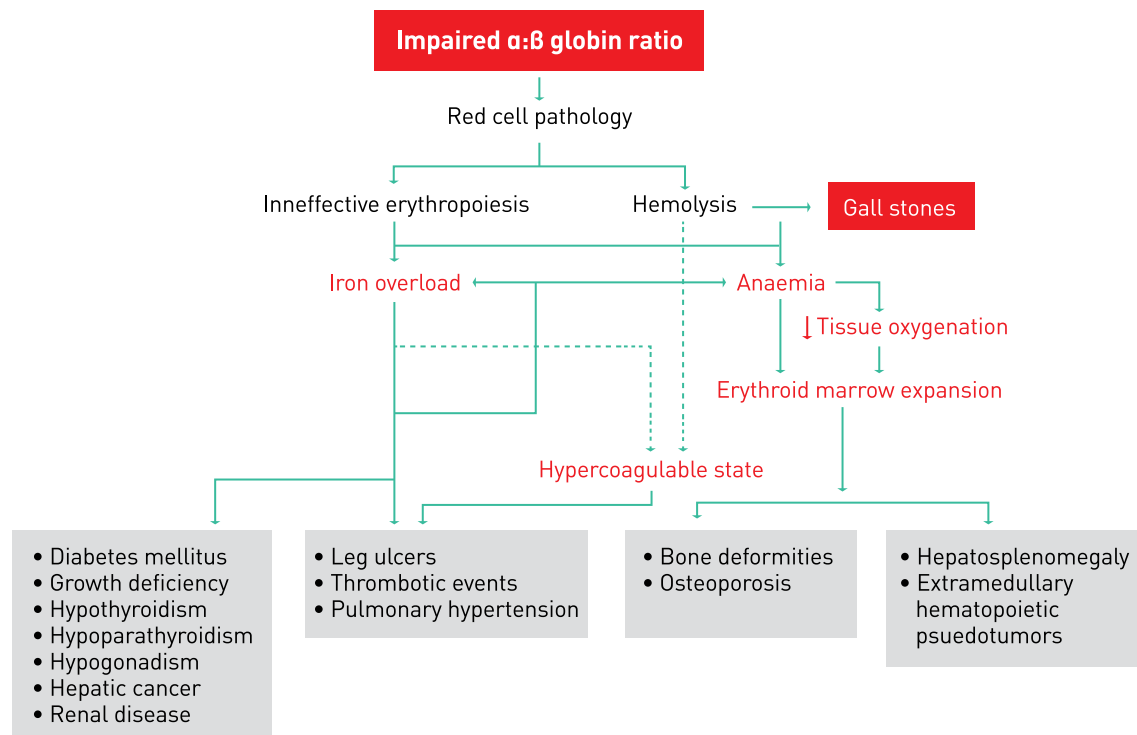 Impaired α:ß globin ratio
Red cell pathology
Inneffective erythropoiesis
Hemolysis
Gall stones
Iron overload
Anaemia
↓ Tissue oxygenation
Erythroid marrow expansion
Hypercoagulable state
• Diabetes mellitus
• Growth deficiency
• Hypothyroidism
• Hypoparathyroidism
• Hypogonadism
• Hepatic cancer
• Renal disease
• Leg ulcers
• Thrombotic events
• Pulmonary hypertension
• Bone deformities
• Osteoporosis
• Hepatosplenomegaly
• Extramedullary
hematopoietic
psuedotumors